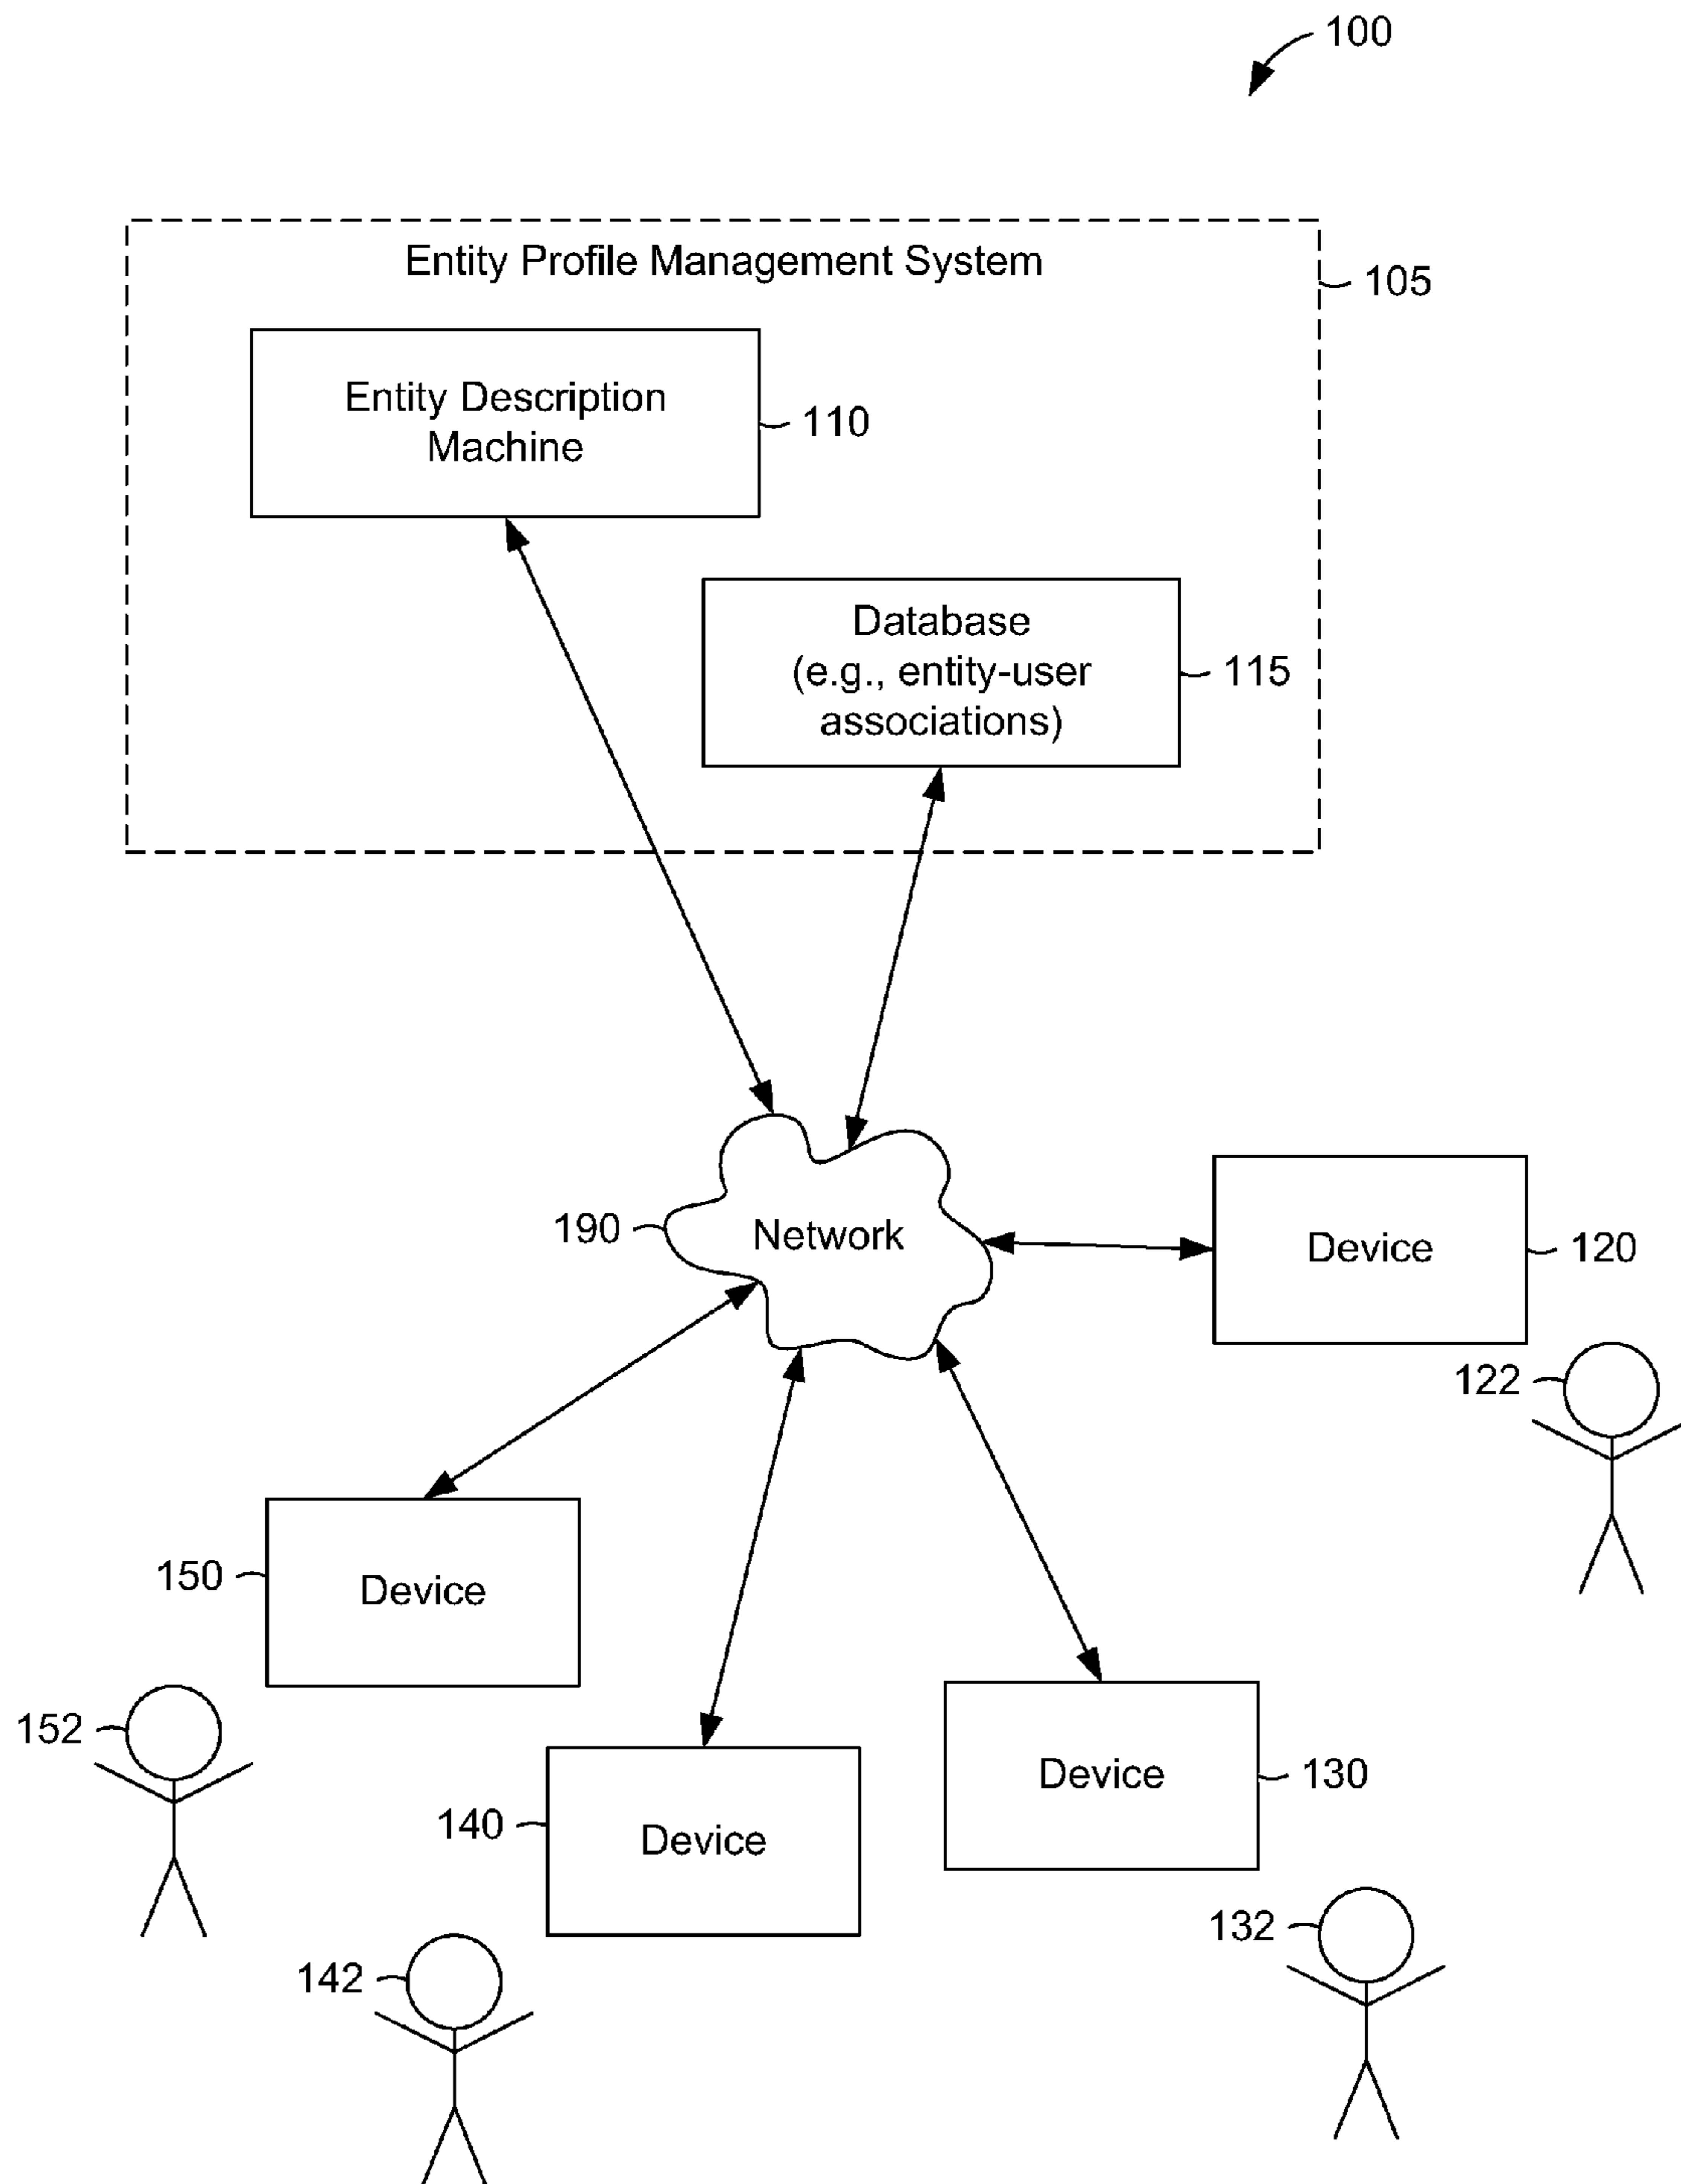 100
Entity Profile Management System
105
Entity Description
Machine
110
Database
(e.g., entity-user
associations)
115
190
Network
Device
120
122
150
Device
152
Device
130
140
Device
132
142